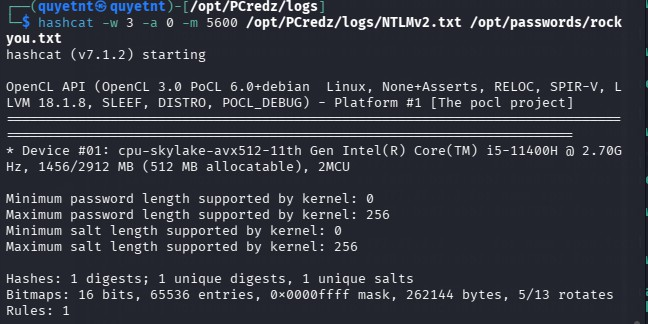 ┌──(quyetnt㉿quyetnt)-[/opt/PCredz/logs]
└─$ hashcat -w 3 -a 0 -m 5600 /opt/PCredz/logs/NTLMv2.txt /opt/passwords/rock
you.txt
hashcat (v7.1.2) starting
OpenCL API (OpenCL 3.0 PoCL 6.0+debian  Linux, None+Asserts, RELOC, SPIR-V, L
LVM 18.1.8, SLEEF, DISTRO, POCL_DEBUG) - Platform #1 [The pocl project]
=============================================================================
=======================================================================
* Device #01: cpu-skylake-avx512-11th Gen Intel(R) Core(TM) i5-11400H @ 2.70G
Hz, 1456/2912 MB (512 MB allocatable), 2MCU
Minimum password length supported by kernel: 0
Maximum password length supported by kernel: 256
Minimum salt length supported by kernel: 0
Maximum salt length supported by kernel: 256
Hashes: 1 digests; 1 unique digests, 1 unique salts
Bitmaps: 16 bits, 65536 entries, 0x0000ffff mask, 262144 bytes, 5/13 rotates
Rules: 1